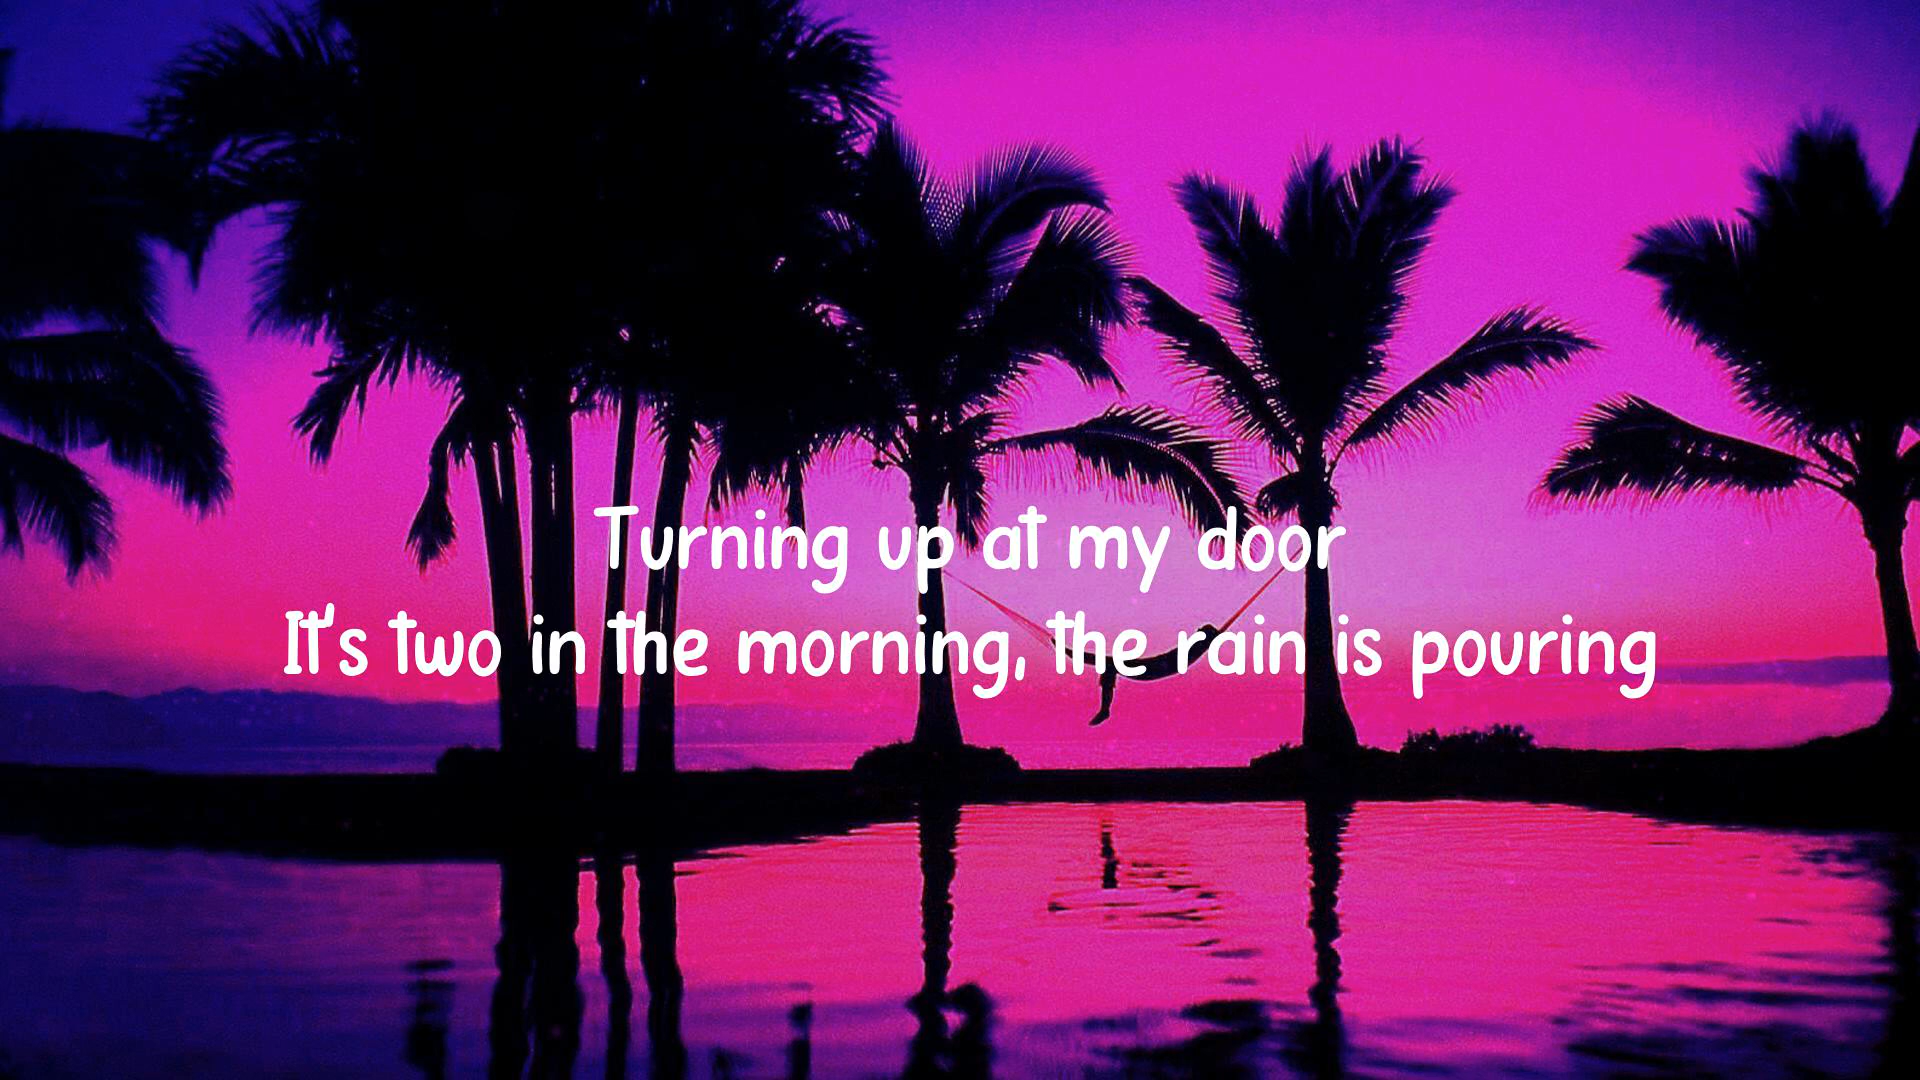 Turning up at my door
It's two in the morning, the rain is pouring